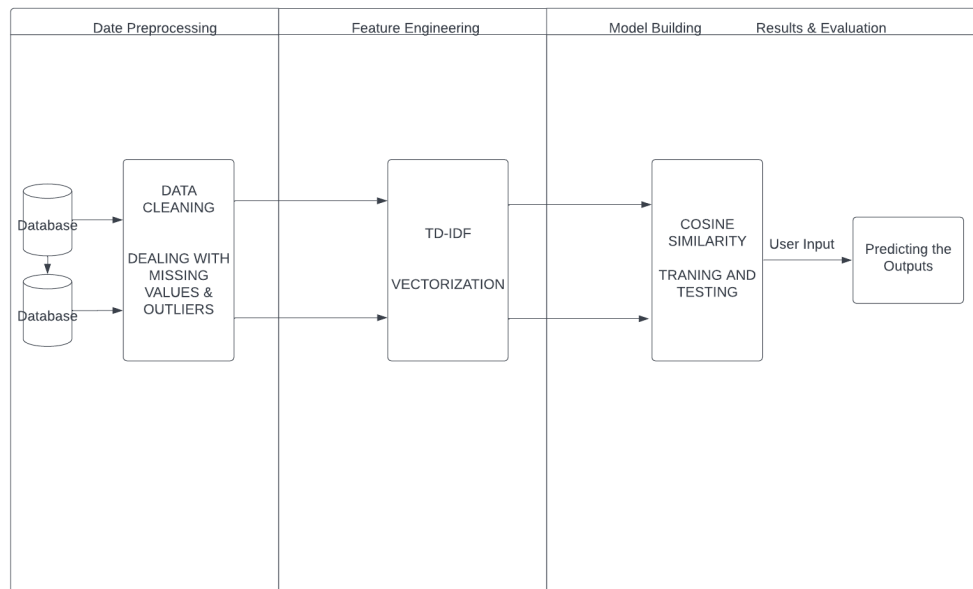 Date Preprocessing
Feature Engineering
Model Building
Results & Evaluation
Database
Database
DATA
CLEANING
DEALING WITH
MISSING
VALUES &
OUTLIERS
TD-IDF
VECTORIZATION
COSINE
SIMILARITY
TRANING AND
TESTING
User Input
Predicting the
Outputs